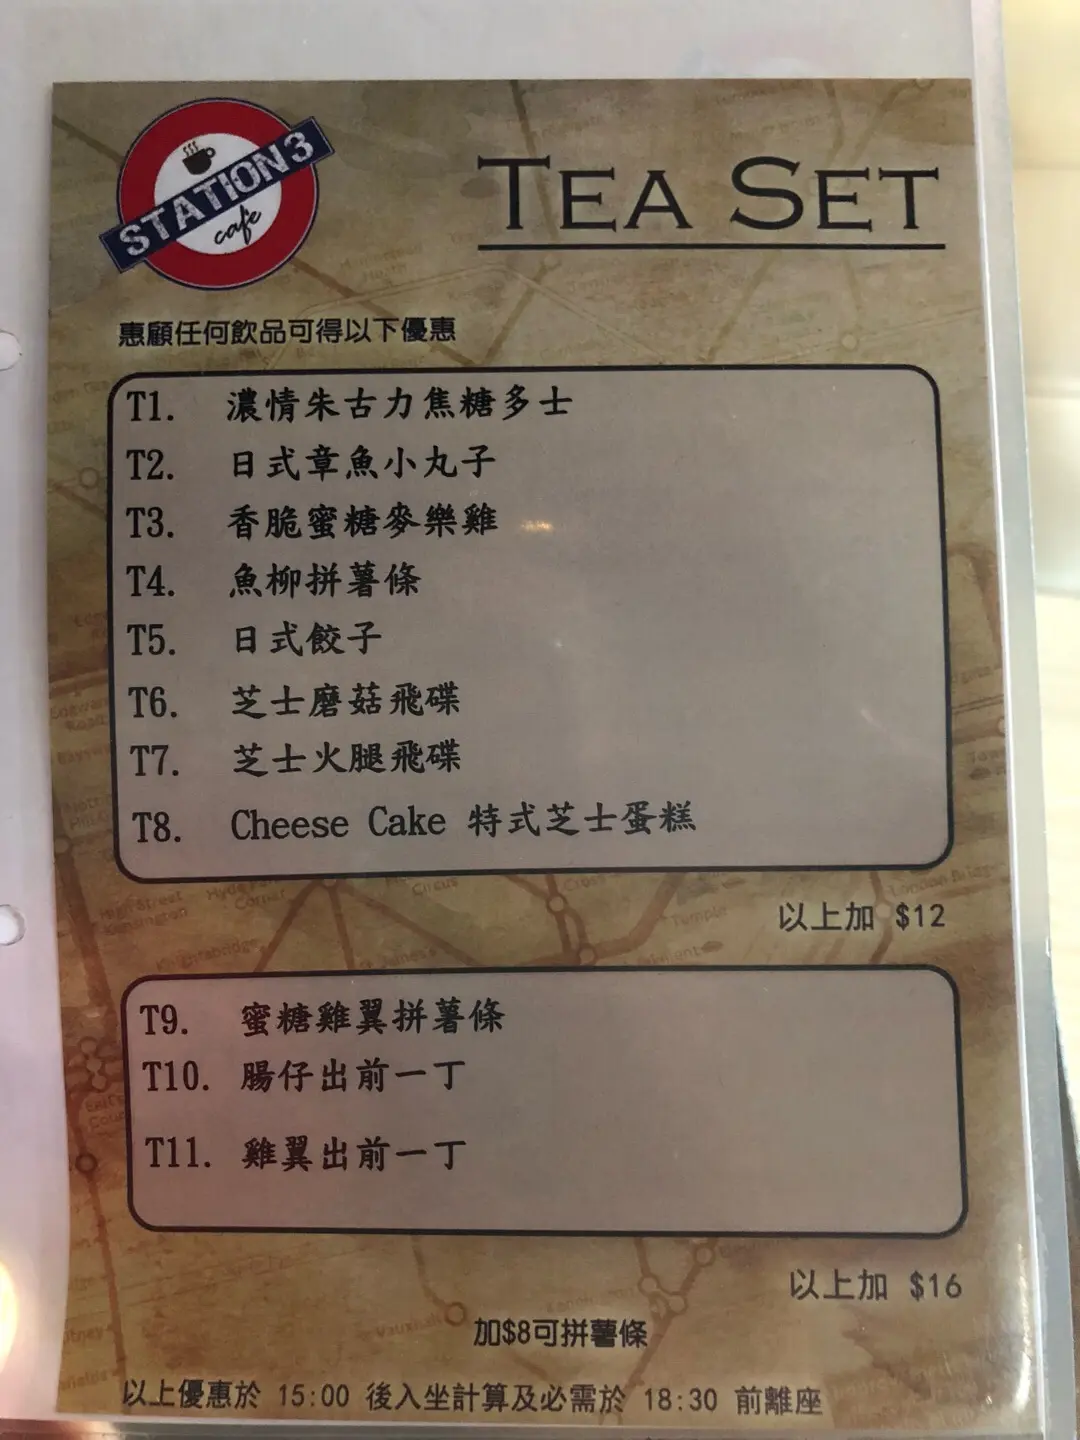 STATION3
cafe
TEA SET
惠顧任何飲品可得以下優惠
T1. 濃情朱古力焦糖多士
T2. 日式章魚小丸子
T3. 香脆蜜糖麥樂雞
T4. 魚柳拼薯條
T5. 日式餃子
T6. 芝士磨菇飛碟
T7. 芝士火腿飛碟
T8. Cheese Cake 特式芝士蛋糕
以上加 $12
T9. 蜜糖雞翼拼薯條
T10. 腸仔出前一丁
T11. 雞翼出前一丁
以上加 $16
加$8可拼薯條
以上優惠於 15:00 後入坐計算及必需於 18:30 前離座